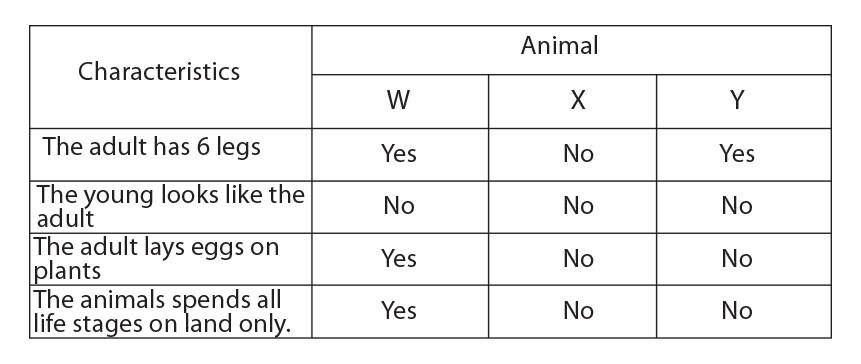 Animal
Characteristics
W X Y
The adult has 6 legs Yes No Yes
The young looks like the
adult No No No
The adult lays eggs on
plants Yes No No
The animals spends all
life stages on land only. Yes No No